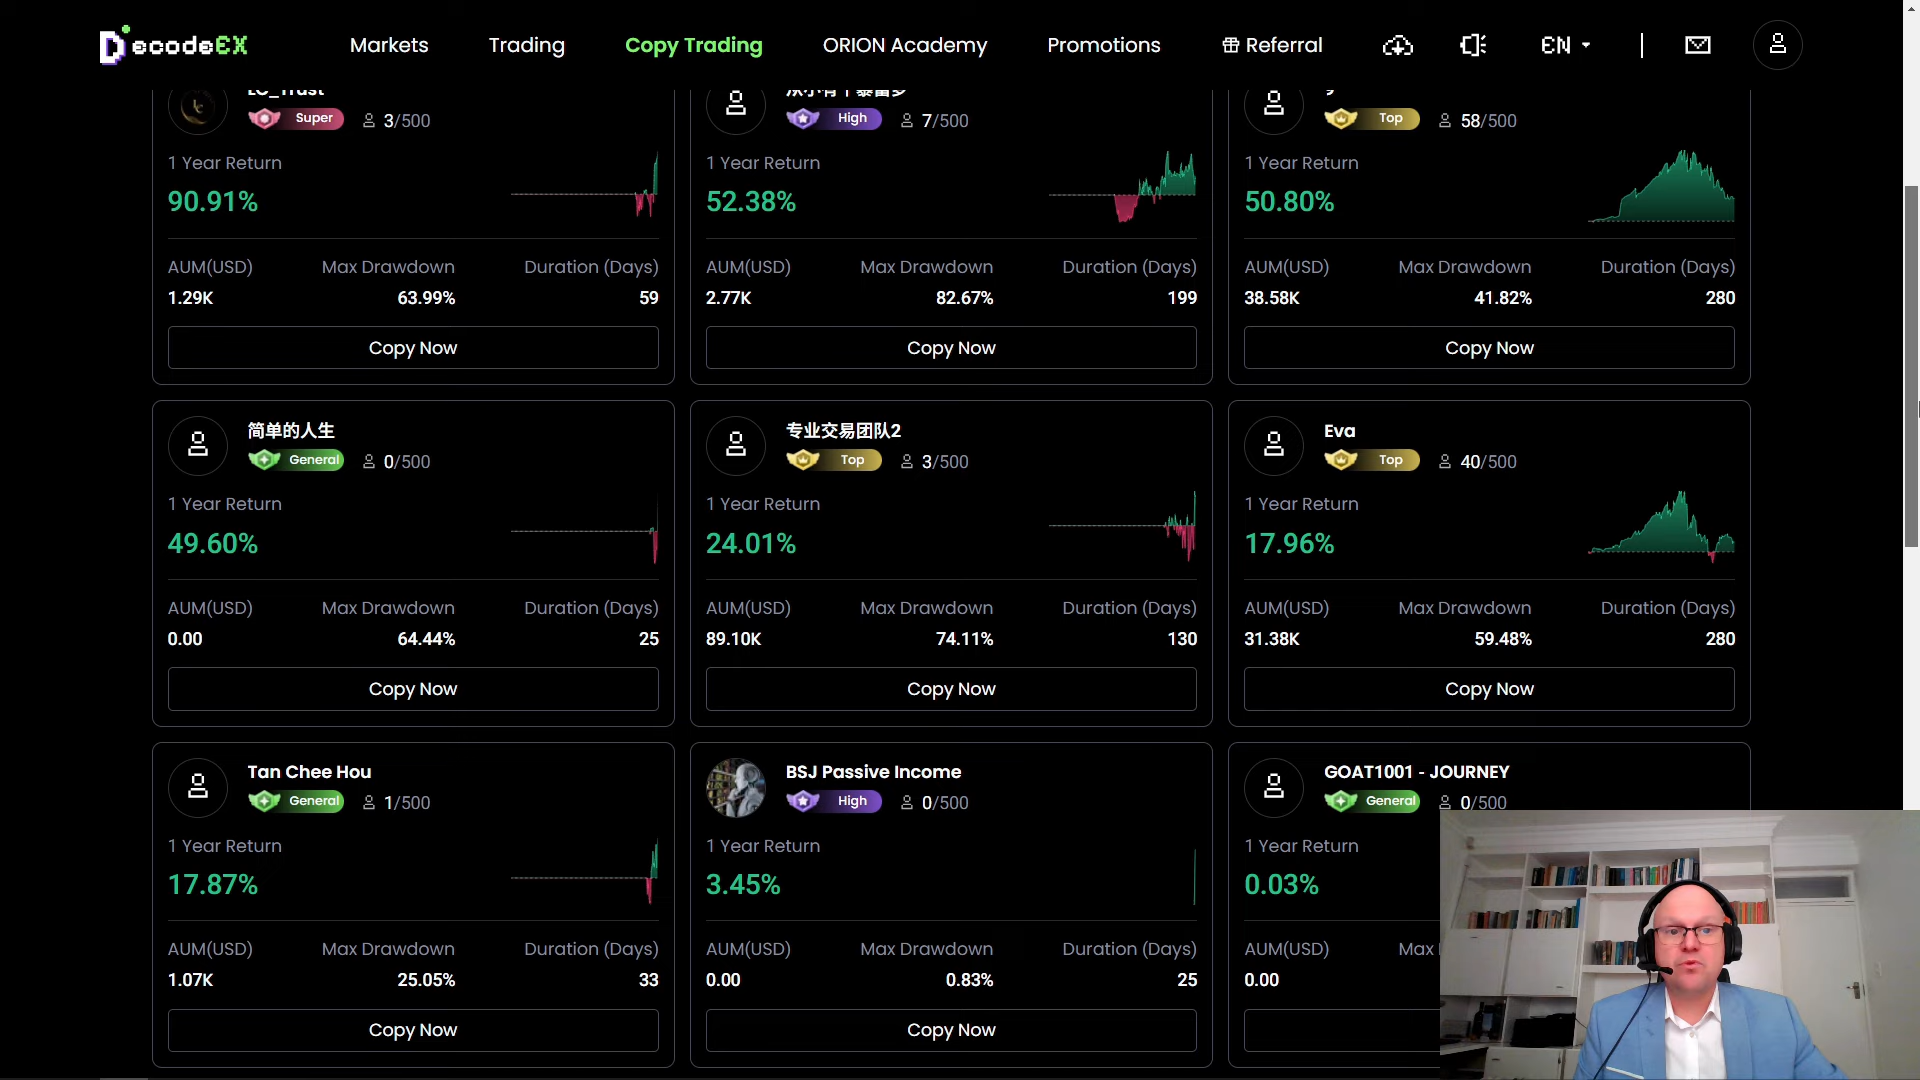 DecodeEX
Markets
Trading
Copy Trading
ORION Academy
Promotions
Referral
EN
LC_Trust
Super
3/500
1 Year Return
90.91%
AUM(USD)
Max Drawdown
Duration (Days)
1.29K
63.99%
59
Copy Now
High
7/500
1 Year Return
52.38%
AUM(USD)
Max Drawdown
Duration (Days)
2.77K
82.67%
199
Copy Now
Top
58/500
1 Year Return
50.80%
AUM(USD)
Max Drawdown
Duration (Days)
38.58K
41.82%
280
Copy Now
简单的人生
General
0/500
1 Year Return
49.60%
AUM(USD)
Max Drawdown
Duration (Days)
0.00
64.44%
25
Copy Now
专业交易团队2
Top
3/500
1 Year Return
24.01%
AUM(USD)
Max Drawdown
Duration (Days)
89.10K
74.11%
130
Copy Now
Eva
Top
40/500
1 Year Return
17.96%
AUM(USD)
Max Drawdown
Duration (Days)
31.38K
59.48%
280
Copy Now
Tan Chee Hou
General
1/500
1 Year Return
17.87%
AUM(USD)
Max Drawdown
Duration (Days)
1.07K
25.05%
33
Copy Now
BSJ Passive Income
High
0/500
1 Year Return
3.45%
AUM(USD)
Max Drawdown
Duration (Days)
0.00
0.83%
25
Copy Now
GOAT1001 - JOURNEY
General
0/500
1 Year Return
0.03%
AUM(USD)
Max
0.00